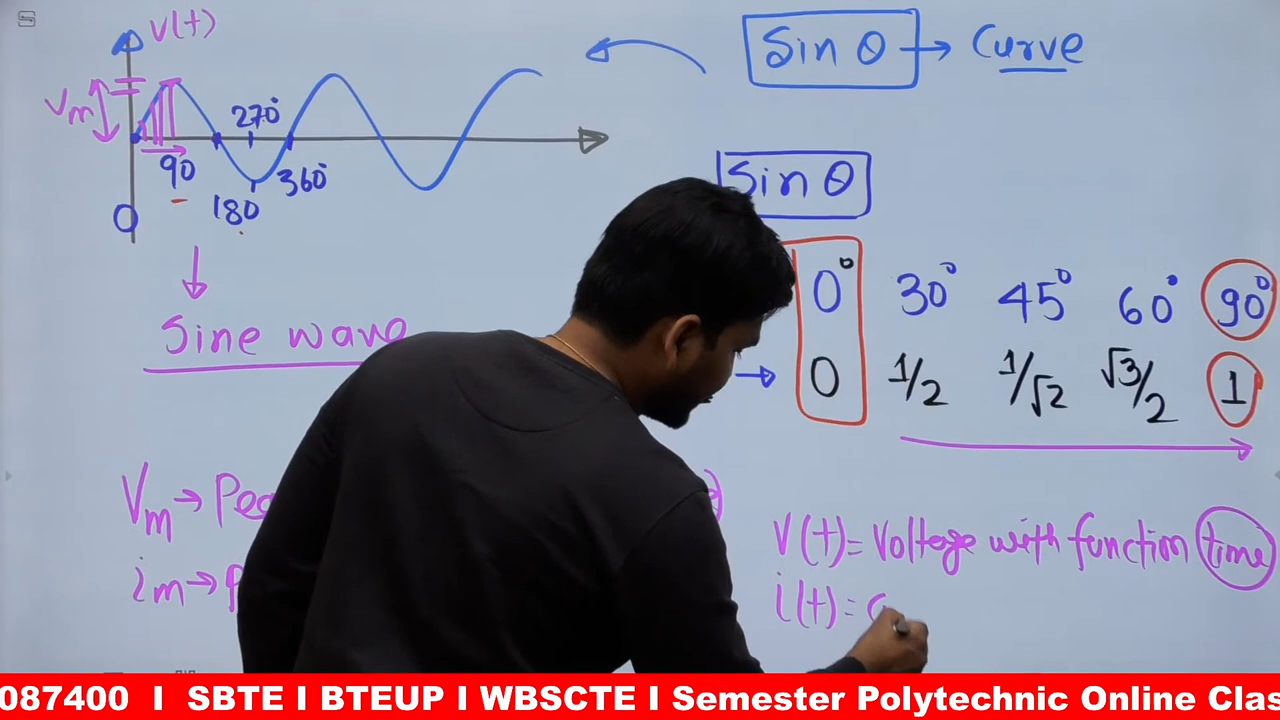 v(t)
Sin θ → Curve
Vm
270°
90
360°
180
0
Sin θ
0° 30° 45° 60° 90°
→ 0 1/2 1/√2 √3/2 1
Sine wave
Vm →
im →
v(t) = Voltage with function time
i(t) =
087400 I SBTE I BTEUP I WBSCTE I Semester Polytechnic Online Clas